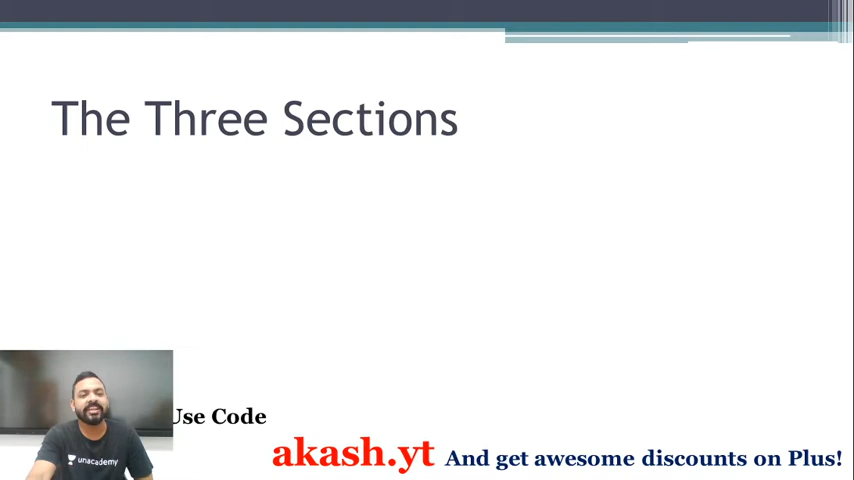 The Three Sections
Use Code
akash.yt And get awesome discounts on Plus!
unacademy